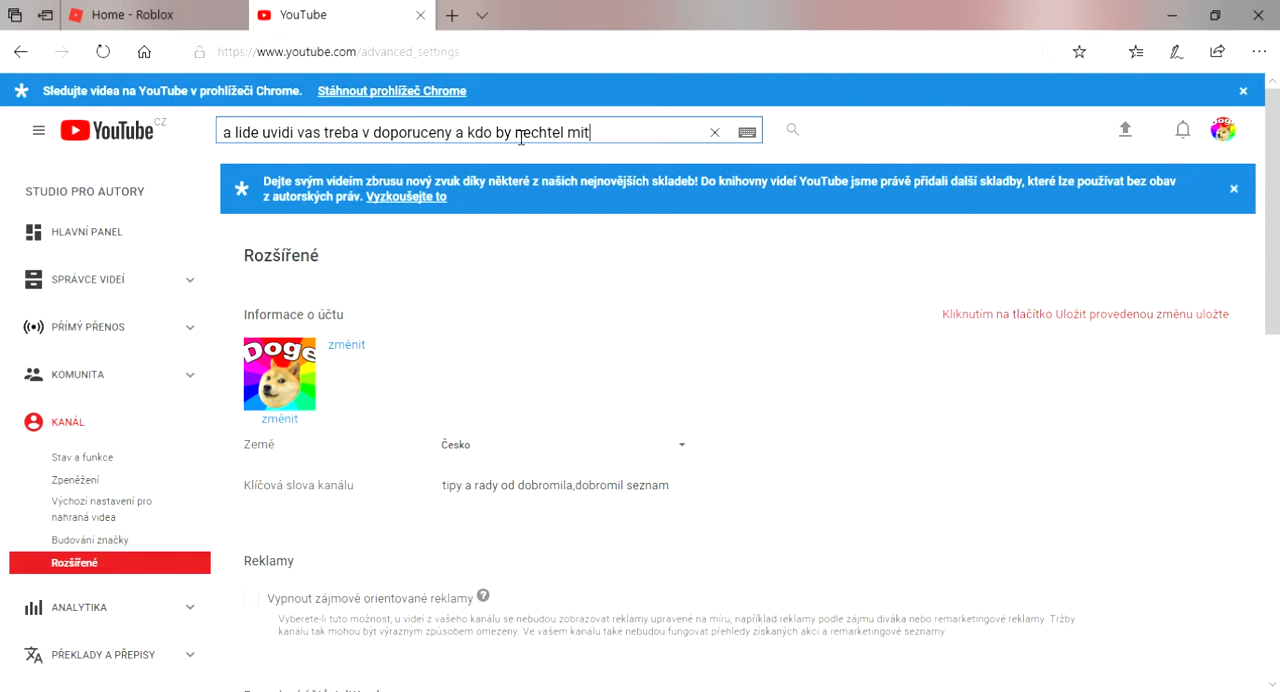 Home - Roblox
YouTube
https://www.youtube.com/advanced_settings
Sledujte videa na YouTube v prohlížeči Chrome. Stáhnout prohlížeč Chrome
YouTube CZ
a lide uvidi vas treba v doporuceny a kdo by nechtel mit
STUDIO PRO AUTORY
HLAVNÍ PANEL
SPRÁVCE VIDEÍ
PŘÍMÝ PŘENOS
KOMUNITA
KANÁL
Stav a funkce
Zpeněžení
Výchozí nastavení pro
nahraná videa
Budování značky
Rozšířené
ANALYTIKA
PŘEKLADY A PŘEPISY
Dejte svým videím zbrusu nový zvuk díky některé z našich nejnovějších skladeb! Do knihovny videí YouTube jsme právě přidali další skladby, které lze používat bez obav
z autorských práv. Vyzkoušejte to
Rozšířené
Informace o účtu
Kliknutím na tlačítko Uložit provedenou změnu uložte.
Doge
změnit
změnit
Země Česko
Klíčová slova kanálu tipy a rady od dobromila,dobromil seznam
Reklamy
Vypnout zájmově orientované reklamy
Vyberete-li tuto možnost, u videí z vašeho kanálu se nebudou zobrazovat reklamy upravené na míru, například reklamy podle zájmu diváka nebo remarketingové reklamy. Tržby
kanálu tak mohou být výrazným způsobem omezeny. Ve vašem kanálu také nebudou fungovat přehledy získaných akcí a remarketingové seznamy